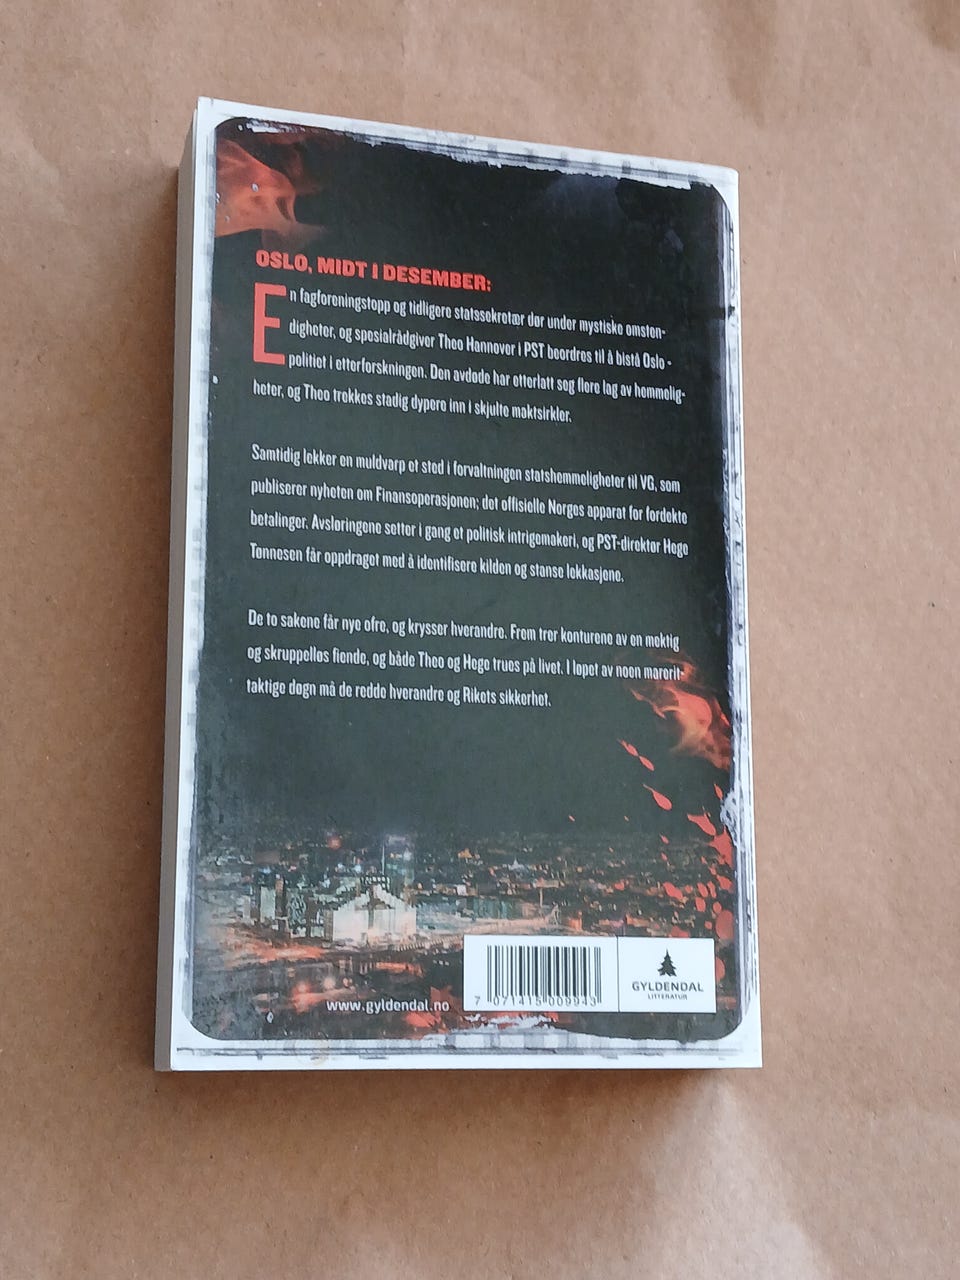 OSLO, MIDT I DESEMBER:
En fagforeningstopp og tidligere statssekretær dør under mystiske omsten-
digheter, og spesialrådgiver Theo Hannover i PST beordres til å bistå Oslo -
politiet i etterforskningen. Den avdøde har etterlatt seg flere lag av hemmelig-
heter, og Theo trekkes stadig dypere inn i skjulte maktsirkler.
Samtidig lekker en muldvarp et sted i forvaltningen statshemmeligheter til VG, som
publiserer nyheten om Finansoperasjonen; det offisielle Norges apparat for fordekte
betalinger. Avsløringene setter i gang et politisk intrigemakeri, og PST-direktør Hege
Tønnesen får oppdraget med å identifisere kilden og stanse lekkasjene.
De to sakene får nye ofre, og krysser hverandre. Frem trer konturene av en mektig
og skruppelløs fiende, og både Theo og Hege trues på livet. I løpet av noen mareritt-
taktige døgn må de redde hverandre og Rikets sikkerhet.
www.gyldendal.no
7 071415 009943
GYLDENDAL
LITTERATUR